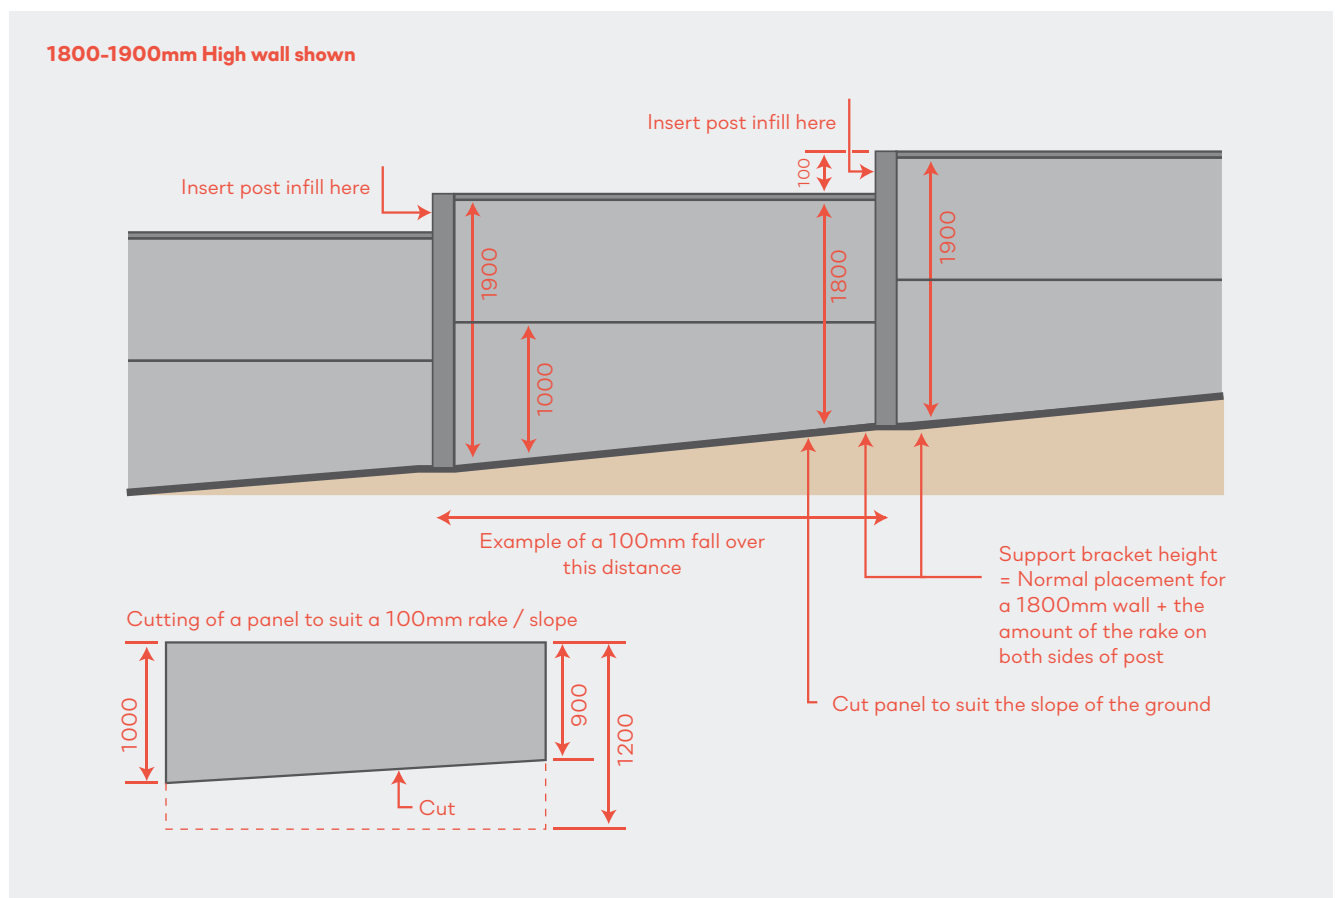 1800-1900mm High wall shown
Insert post infill here
Insert post infill here
100
1900
1000
1800
1900
Example of a 100mm fall over
this distance
Support bracket height
= Normal placement for
a 1800mm wall + the
amount of the rake on
both sides of post
Cut panel to suit the slope of the ground
Cutting of a panel to suit a 100mm rake / slope
1000
900
1200
Cut